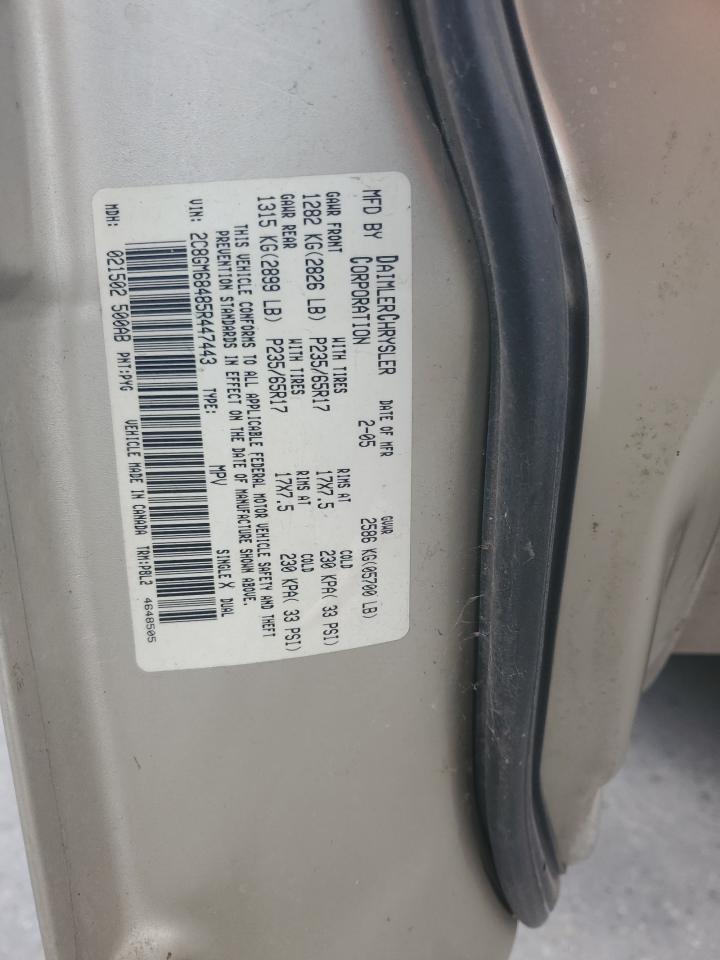 MFD BY DAIMLERCHRYSLER CORPORATION
DATE OF MFR 2-05
GVWR 2586 KG(05700 LB)
GAWR FRONT WITH TIRES RIMS AT COLD
1282 KG(2826 LB) P235/65R17 17X7.5 230 KPA( 33 PSI)
GAWR REAR WITH TIRES RIMS AT COLD
1315 KG(2899 LB) P235/65R17 17X7.5 230 KPA( 33 PSI)
THIS VEHICLE CONFORMS TO ALL APPLICABLE FEDERAL MOTOR VEHICLE SAFETY AND THEFT
PREVENTION STANDARDS IN EFFECT ON THE DATE OF MANUFACTURE SHOWN ABOVE.
VIN: 2C8GM68485R447443 TYPE: MPV SINGLE X DUAL
MDH: 021502 500AB PNT:PYG VEHICLE MADE IN CANADA TRM:PBL2 4648505